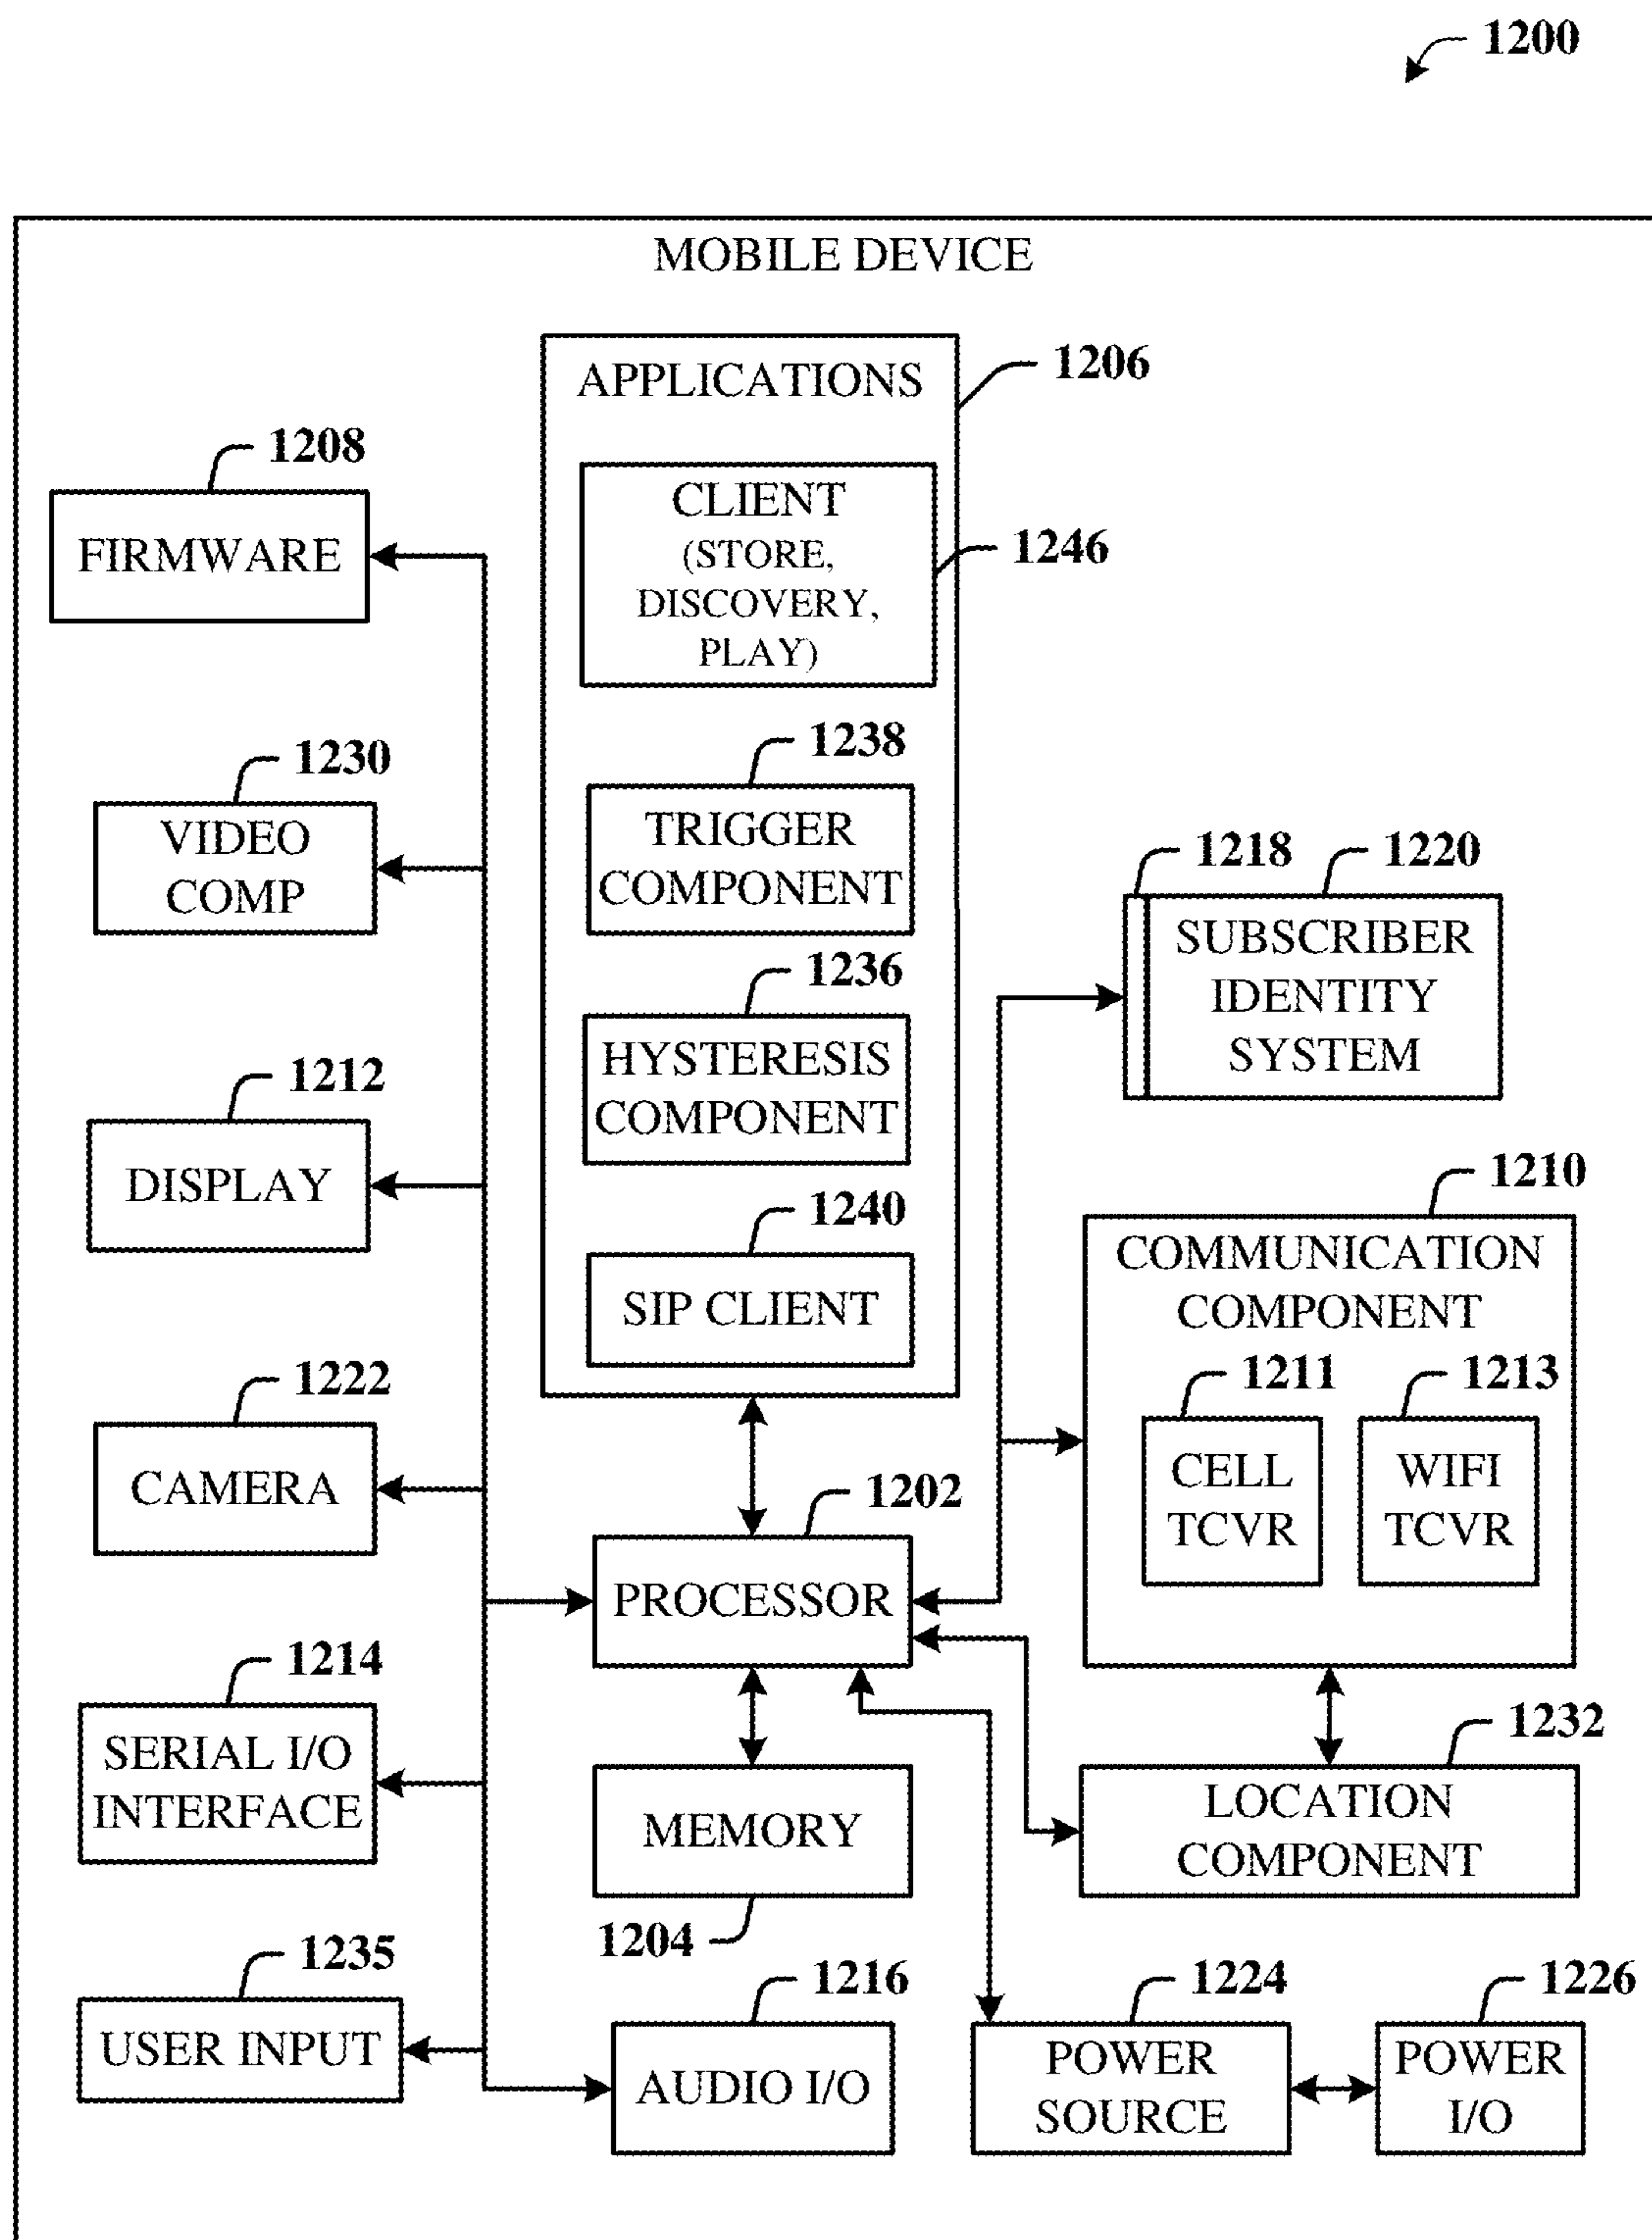 1200
MOBILE DEVICE
APPLICATIONS
1206
CLIENT
(STORE,
DISCOVERY,
PLAY)
1246
1208
FIRMWARE
1238
TRIGGER
COMPONENT
1230
VIDEO
COMP
1218
1220
SUBSCRIBER
IDENTITY
SYSTEM
1236
HYSTERESIS
COMPONENT
1212
DISPLAY
1240
SIP CLIENT
1210
COMMUNICATION
COMPONENT
1211
CELL
TCVR
1213
WIFI
TCVR
1222
CAMERA
1202
PROCESSOR
1214
SERIAL I/O
INTERFACE
MEMORY
1204
1232
LOCATION
COMPONENT
1235
USER INPUT
1216
AUDIO I/O
1224
POWER
SOURCE
1226
POWER
I/O